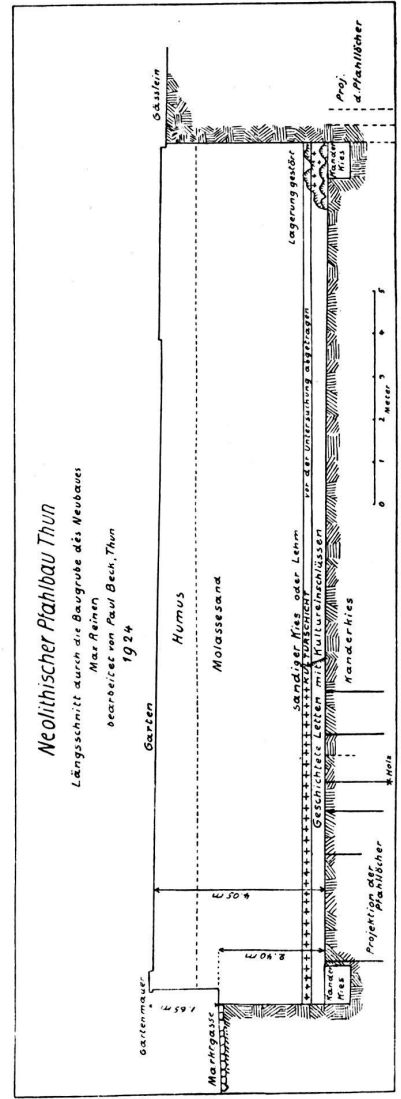 Neolithischer Pfahlbau Thun
Längsschnitt durch die Baugrube des Neubaues
Max Reinen
bearbeitet von Paul Beck, Thun
1924
Gartenmauer
Garten
Gässlein
1.65 m.
Humus
Molassesand
Marktgasse
4.05 m
2.40 m
sandiger Kies oder Lehm
Lagerung gestört
KULTURSCHICHT
vor der Untersuchung abgetragen
Geschichtete Letten mit Kultureinschlüssen
Kander
Kies
Kanderkies
Kander
Kies
Projektion der
Pfahllöcher
Holz
0 1 2 3 4 5
Meter
Proj.
d. Pfahllöcher